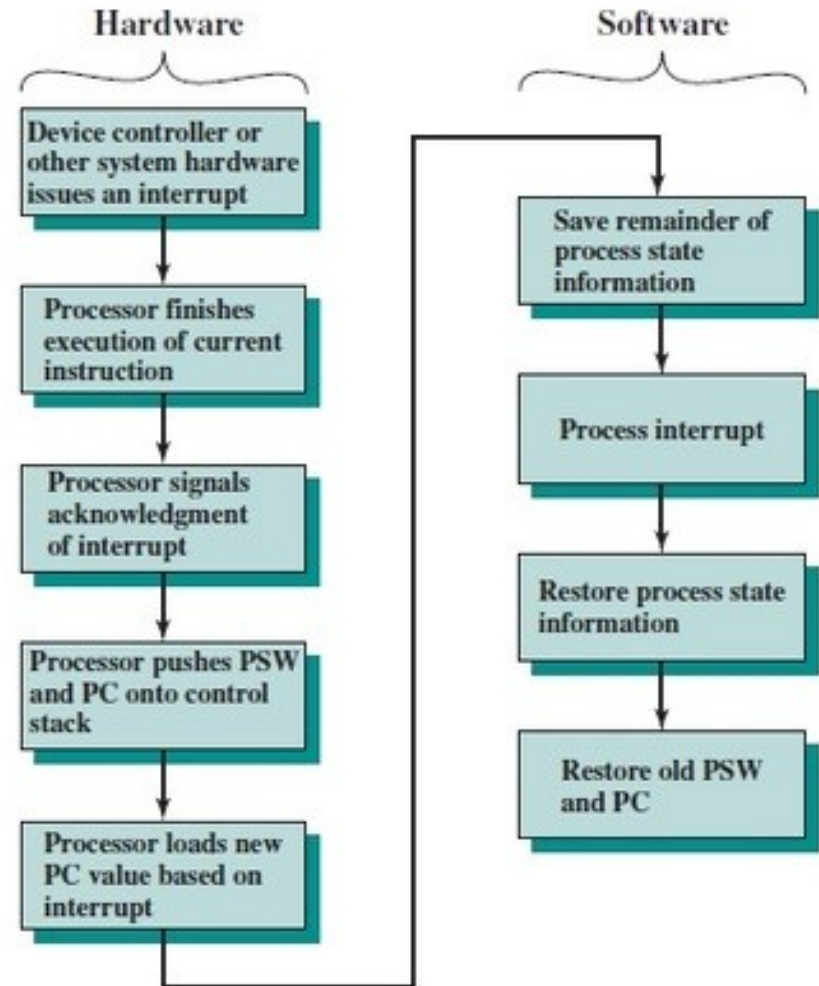 Hardware
Device controller or
other system hardware
issues an interrupt
Processor finishes
execution of current
instruction
Processor signals
acknowledgment
of interrupt
Processor pushes PSW
and PC onto control
stack
Processor loads new
PC value based on
interrupt
Software
Save remainder of
process state
information
Process interrupt
Restore process state
information
Restore old PSW
and PC